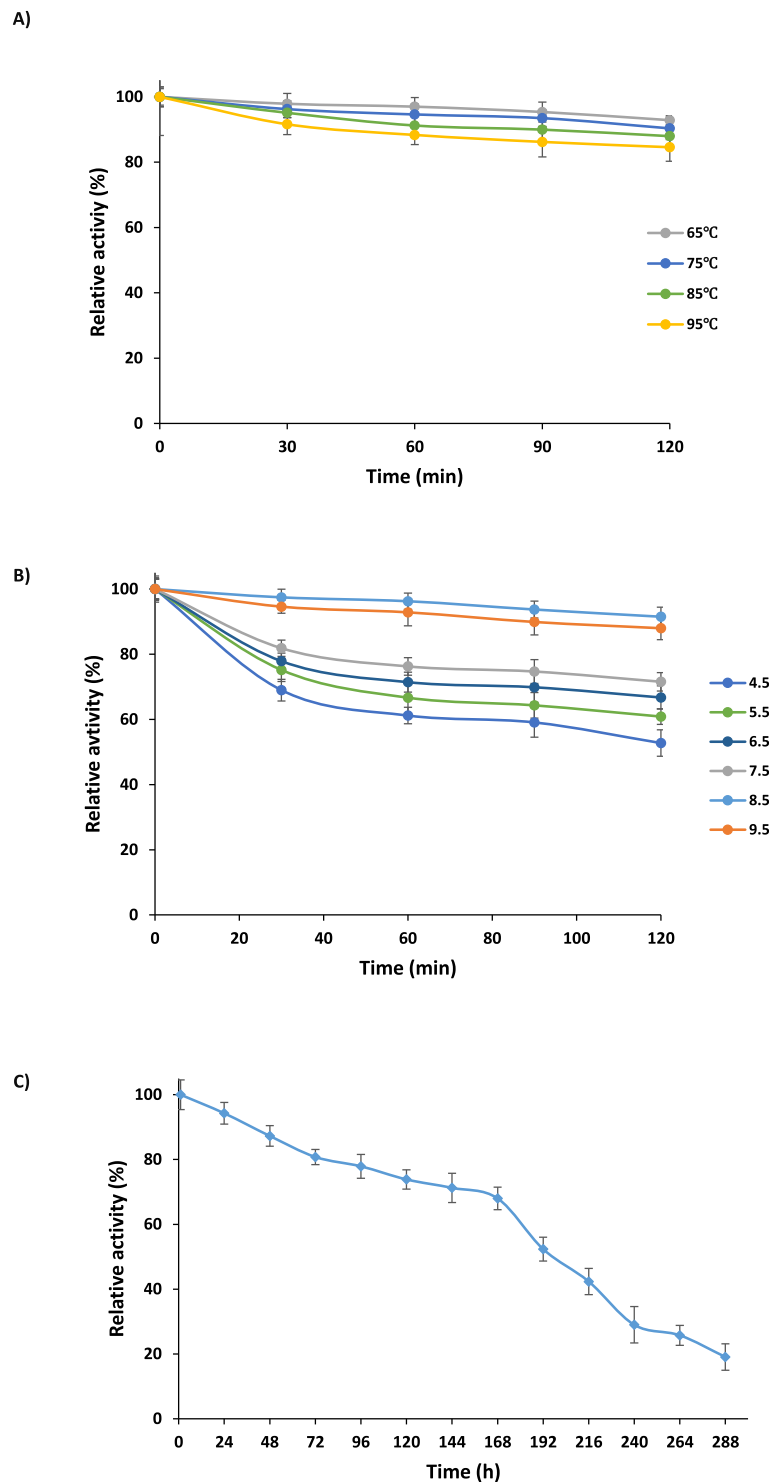 A)
100
80
60
40
20
0
Relative activiy (%)
0 30 60 90 120
Time (min)
65℃
75℃
85℃
95℃
B)
100
80
60
40
20
0
Relative avtivity (%)
0 20 40 60 80 100 120
Time (min)
4.5
5.5
6.5
7.5
8.5
9.5
C)
100
80
60
40
20
0
Relative activity (%)
0 24 48 72 96 120 144 168 192 216 240 264 288
Time (h)